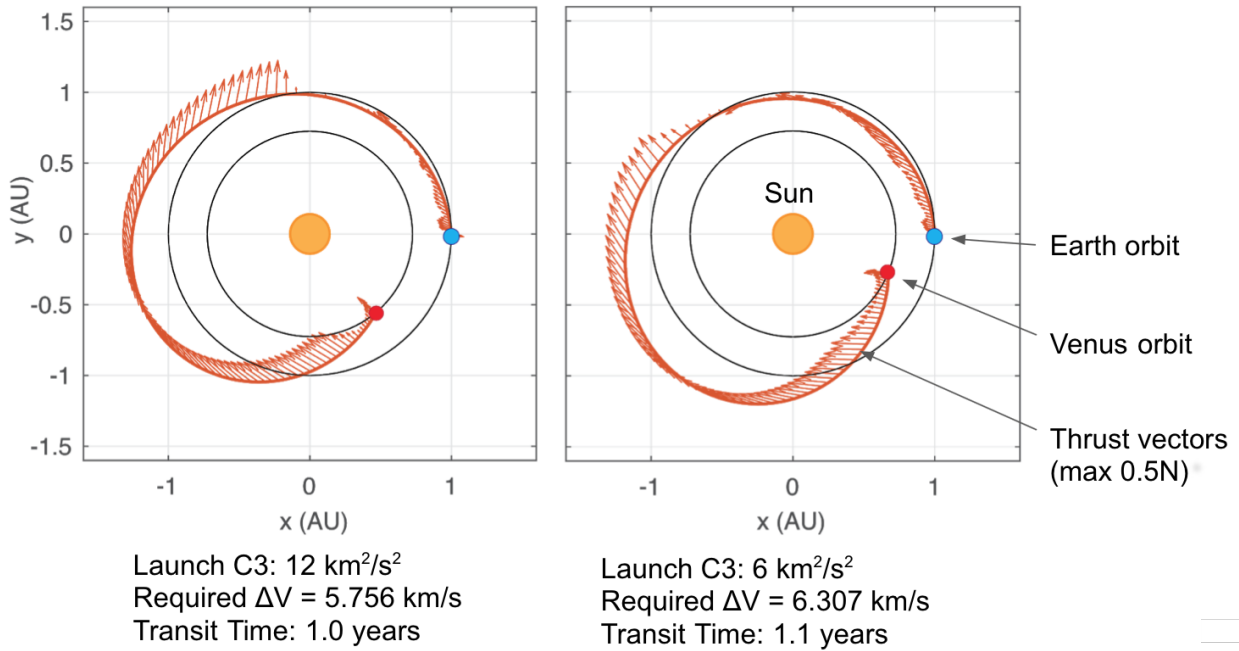 1.5
1
0.5
0
-0.5
-1
-1.5
y (AU)
-1
0
1
x (AU)
Sun
-1
0
1
x (AU)
Earth orbit
Venus orbit
Thrust vectors
(max 0.5N)
Launch C3: 12 km²/s²
Required ΔV = 5.756 km/s
Transit Time: 1.0 years
Launch C3: 6 km²/s²
Required ΔV = 6.307 km/s
Transit Time: 1.1 years